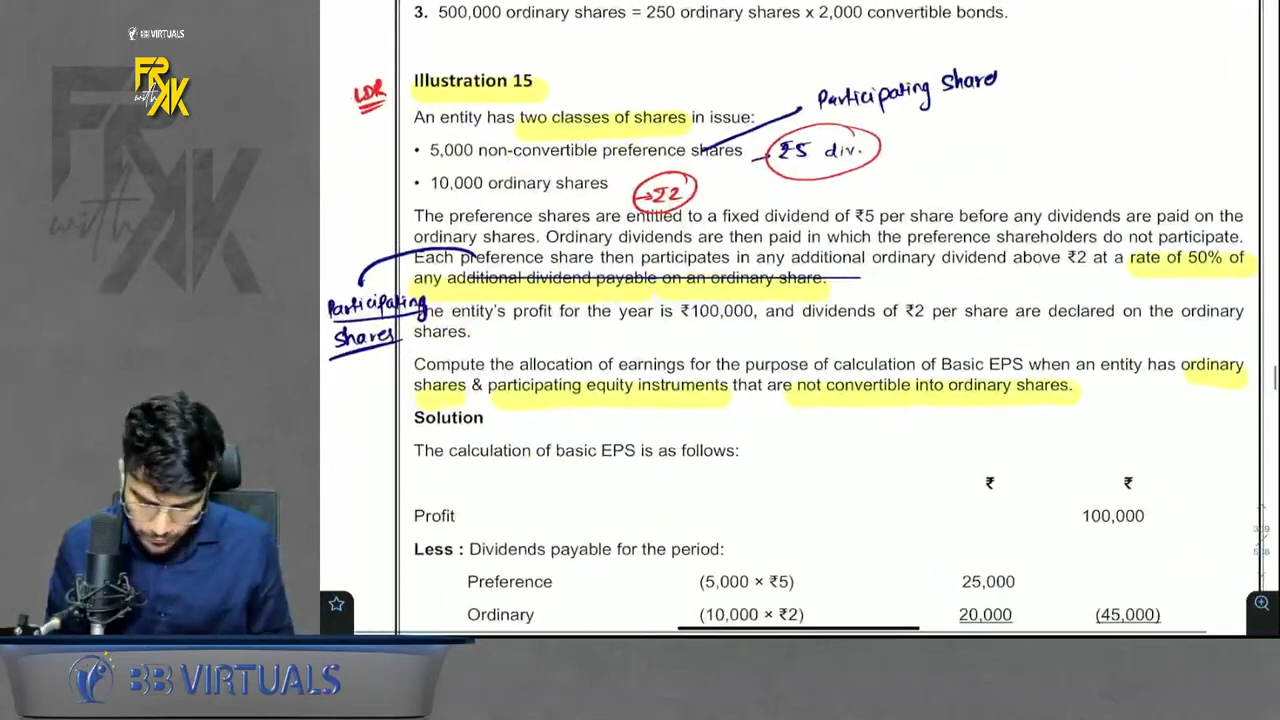 3. 500,000 ordinary shares = 250 ordinary shares x 2,000 convertible bonds.
BB VIRTUALS
FR
with
AK
FR
with
AK
LDR
Illustration 15
Participating Share
An entity has two classes of shares in issue:
• 5,000 non-convertible preference shares
₹5 div.
• 10,000 ordinary shares
→₹2
The preference shares are entitled to a fixed dividend of ₹5 per share before any dividends are paid on the
ordinary shares. Ordinary dividends are then paid in which the preference shareholders do not participate.
Each preference share then participates in any additional ordinary dividend above ₹2 at a rate of 50% of
any additional dividend payable on an ordinary share.
Participating
Shares
The entity's profit for the year is ₹100,000, and dividends of ₹2 per share are declared on the ordinary
shares.
Compute the allocation of earnings for the purpose of calculation of Basic EPS when an entity has ordinary
shares & participating equity instruments that are not convertible into ordinary shares.
Solution
The calculation of basic EPS is as follows:
₹ ₹
Profit 100,000
Less : Dividends payable for the period:
Preference (5,000 × ₹5) 25,000
Ordinary (10,000 × ₹2) 20,000 (45,000)
BB VIRTUALS